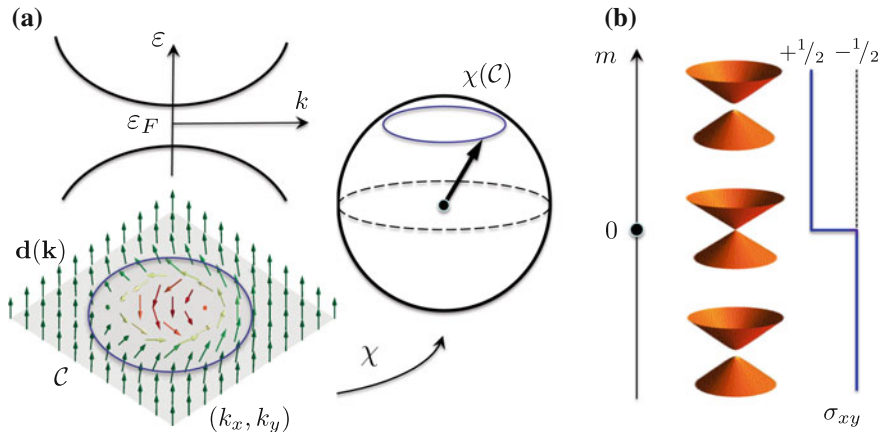 (a)
ε
k
ε_F
χ(𝒞)
d(k)
𝒞
(k_x, k_y)
χ
(b)
m
+1/2 −1/2
0
σ_xy